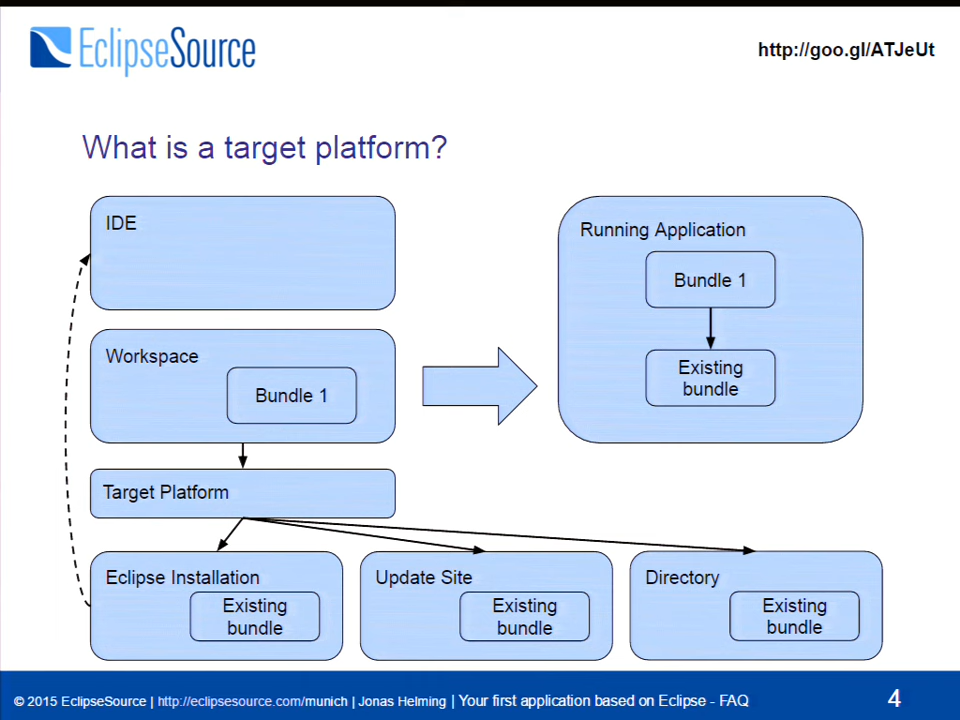 EclipseSource
http://goo.gl/ATJeUt
What is a target platform?
IDE
Workspace
Bundle 1
Target Platform
Eclipse Installation
Existing
bundle
Update Site
Existing
bundle
Directory
Existing
bundle
Running Application
Bundle 1
Existing
bundle
© 2015 EclipseSource | http://eclipsesource.com/munich | Jonas Helming | Your first application based on Eclipse - FAQ
4